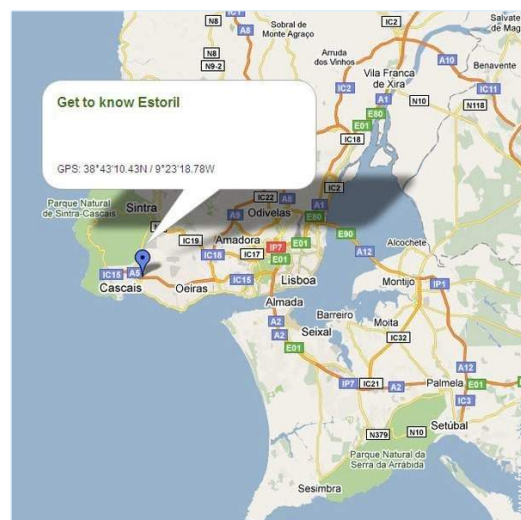 IC1
N8
A8
Sobral de
Monte Agraço
IC2
Salvate
de Mag
N8
N9-2
Arruda
dos Vinhos
A10
Benavente
Vila Franca
de Xira
IC2
IC11
A1
N10
N118
E80
E01
IC18
Get to know Estoril
GPS: 38°43'10.43N / 9°23'18.78W
Parque Natural
de Sintra-Cascais
Sintra
IC22
A8
IC2
A1
A9
Odivelas
E80
IC19
Amadora
IP7
E01
E90
A12
Alcochete
IC16
IC17
E01
IC15
A5
Cascais
Oeiras
IC15
Lisboa
Montijo
IP1
Almada
Barreiro
A2
Seixal
Moita
A2
IC32
E01
A12
IP7
IC21
A2
Palmela
E01
IC3
Setúbal
N379
N10
Parque Natural da
Serra da Arrábida
Sesimbra